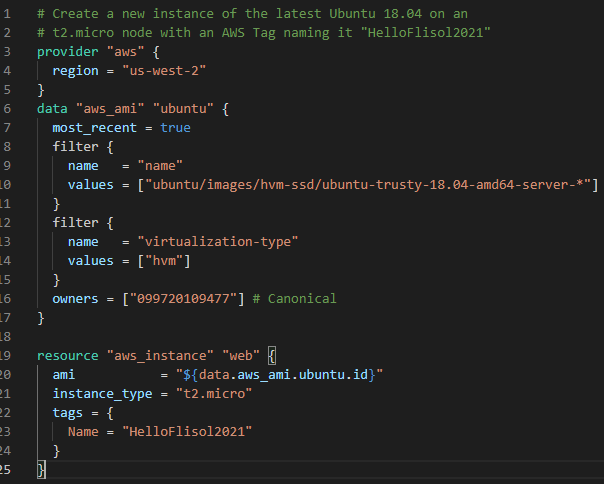 1 # Create a new instance of the latest Ubuntu 18.04 on an
2 # t2.micro node with an AWS Tag naming it "HelloFlisol2021"
3 provider "aws" {
4   region = "us-west-2"
5 }
6 data "aws_ami" "ubuntu" {
7   most_recent = true
8   filter {
9     name   = "name"
10     values = ["ubuntu/images/hvm-ssd/ubuntu-trusty-18.04-amd64-server-*"]
11   }
12   filter {
13     name   = "virtualization-type"
14     values = ["hvm"]
15   }
16   owners = ["099720109477"] # Canonical
17 }
18
19 resource "aws_instance" "web" {
20   ami           = "${data.aws_ami.ubuntu.id}"
21   instance_type = "t2.micro"
22   tags = {
23     Name = "HelloFlisol2021"
24   }
25 }